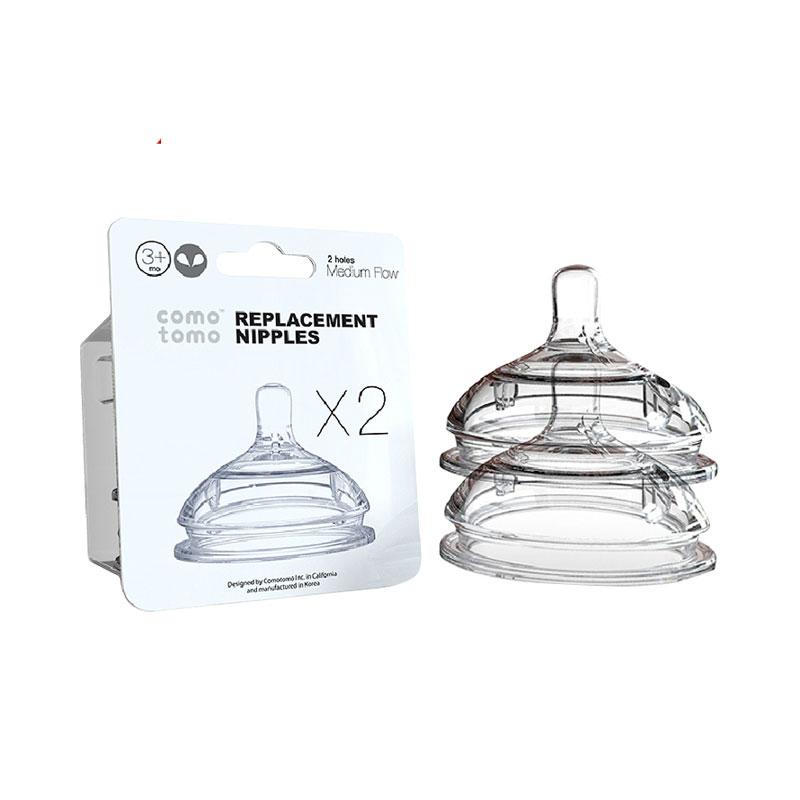 3+
mo
2 holes
Medium Flow
como™
tomo
REPLACEMENT
NIPPLES
X2
Designed by Comotomo Inc. in California
and manufactured in Korea